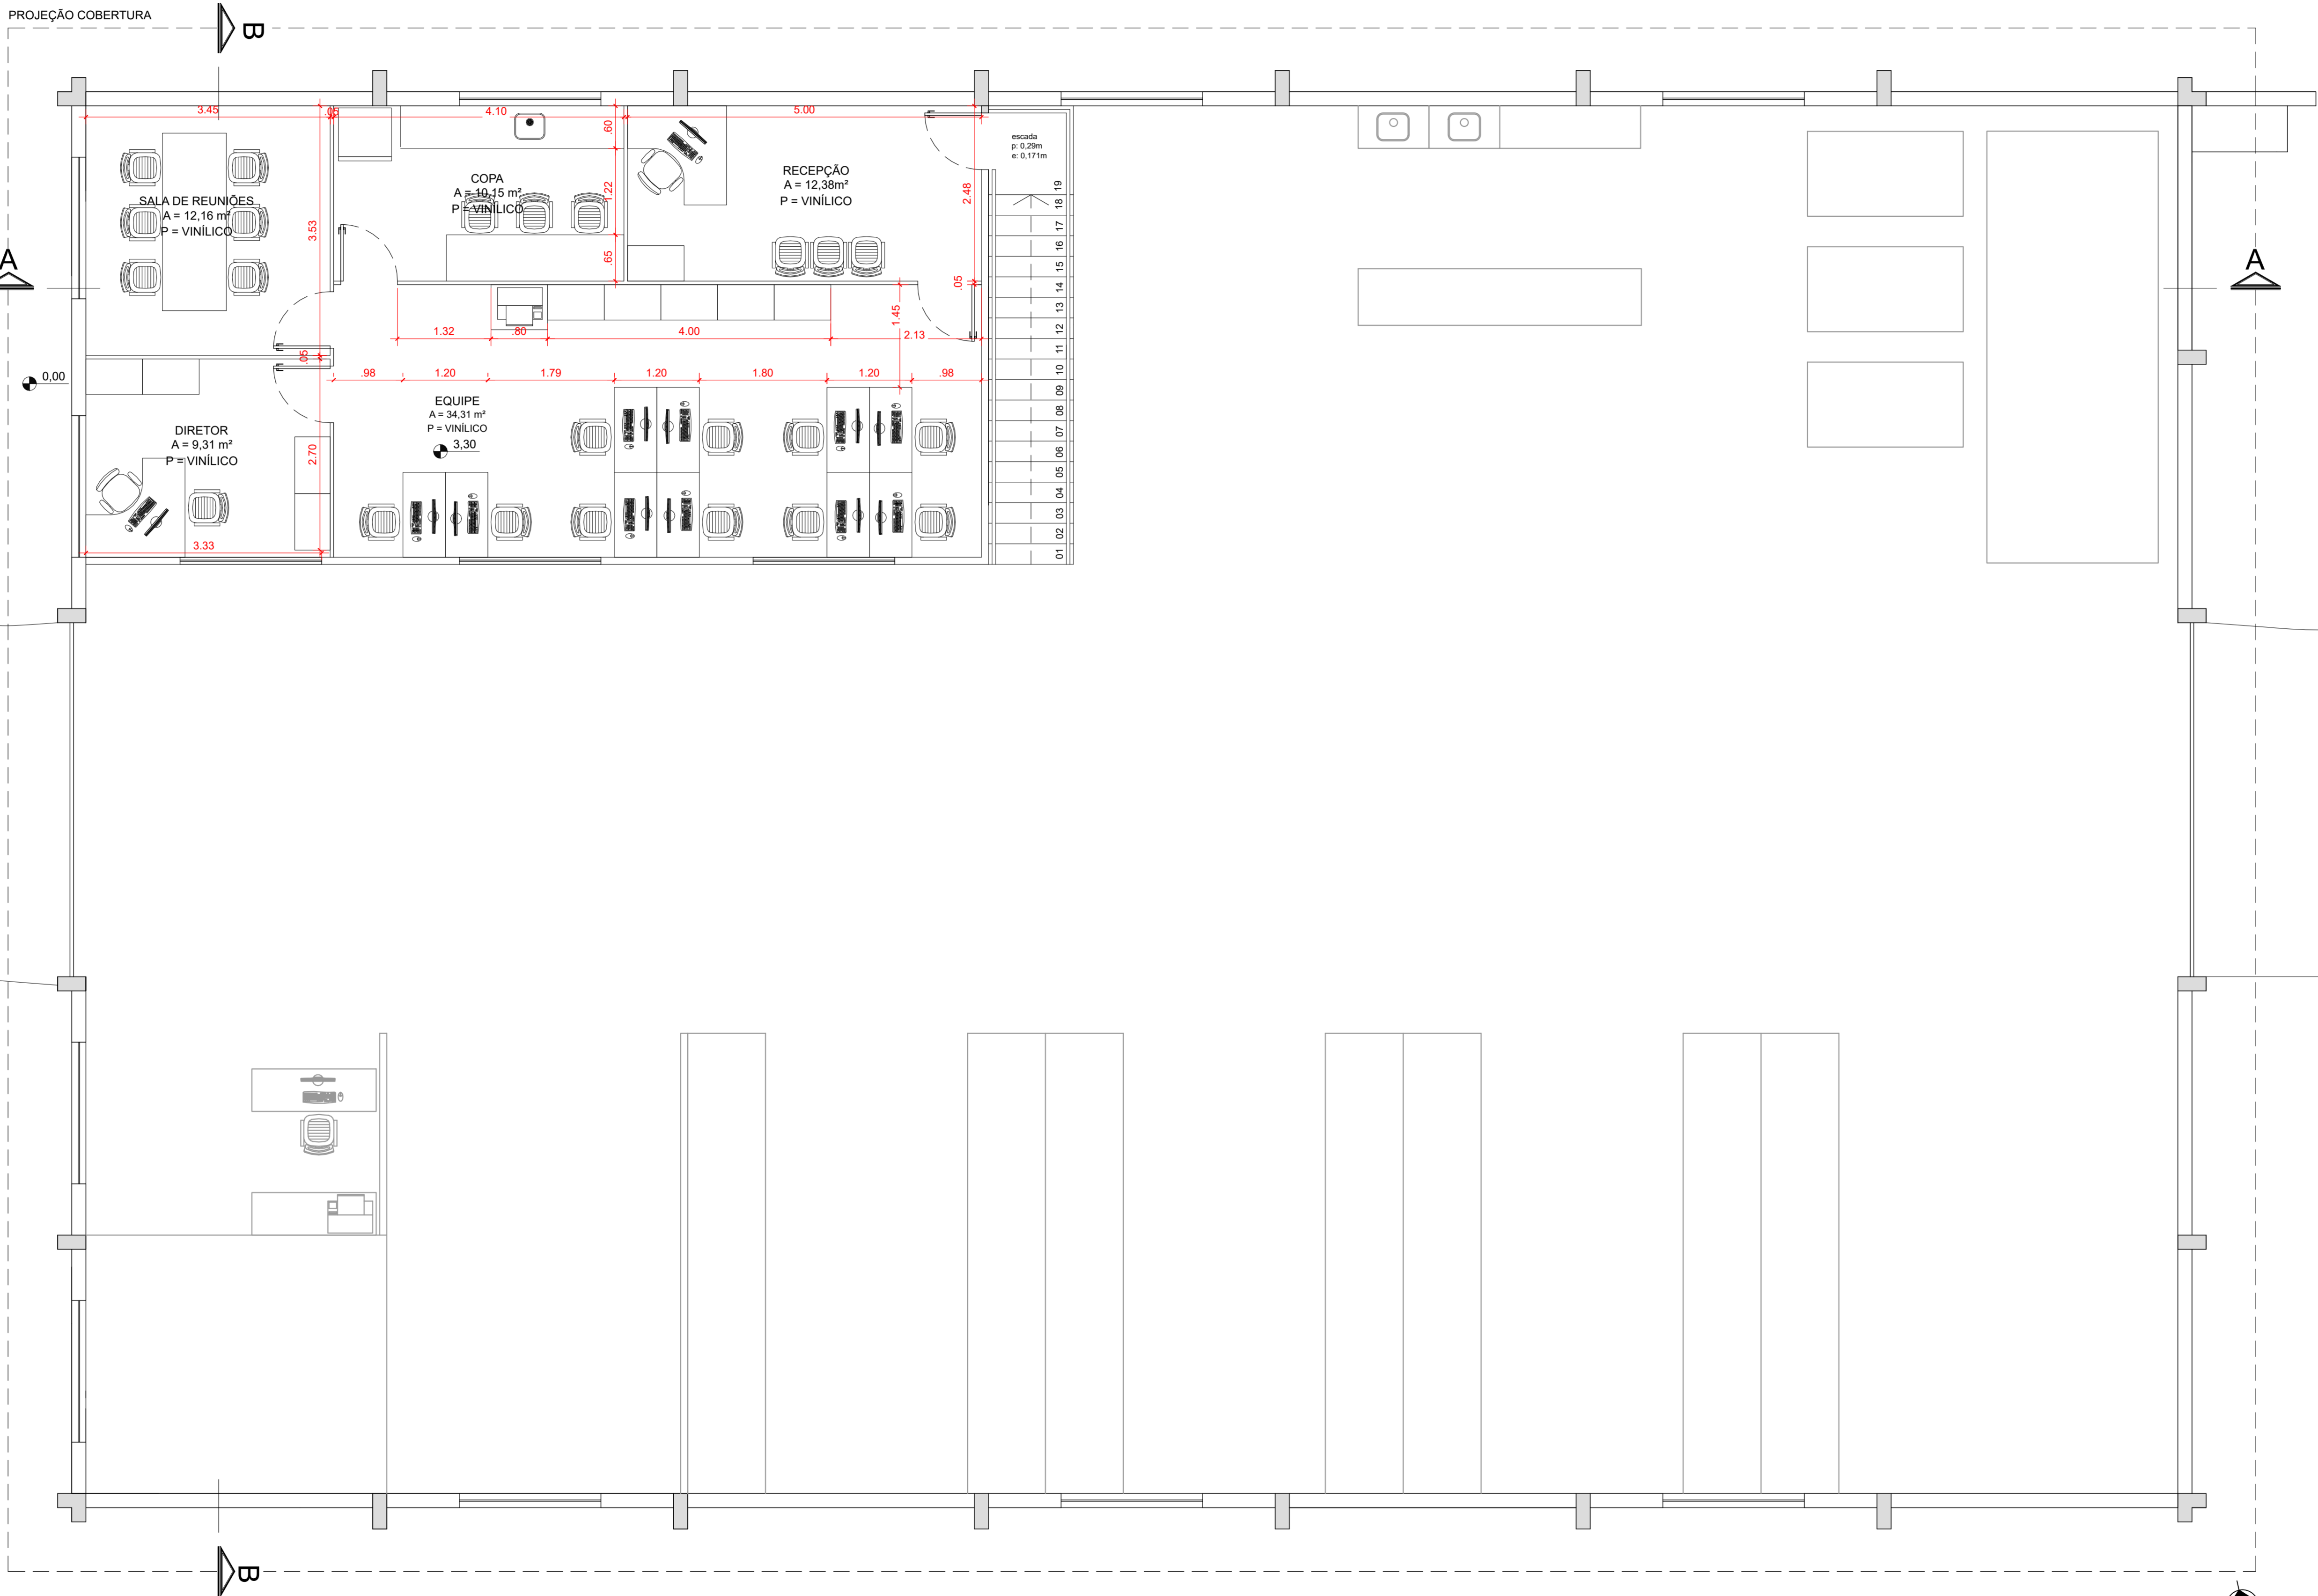 PROJEÇÃO COBERTURA
B
3.45
.05
4.10
5.00
.60
escada
p: 0,29m
e: 0,171m
RECEPÇÃO
A = 12,38m²
P = VINÍLICO
COPA
A = 10,15 m²
P = VINÍLICO
1.22
2.48
SALA DE REUNIÕES
A = 12,16 m²
P = VINÍLICO
3.53
.65
.05
A
A
1.45
1.32
.80
4.00
2.13
.05
0,00
.98
1.20
1.79
1.20
1.80
1.20
.98
EQUIPE
A = 34,31 m²
P = VINÍLICO
3,30
DIRETOR
A = 9,31 m²
P = VINÍLICO
2.70
3.33
19
18
17
16
15
14
13
12
11
10
09
08
07
06
05
04
03
02
01
B